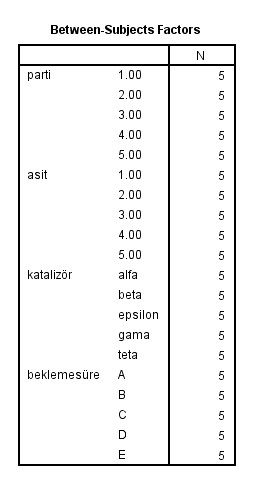 Between-Subjects Factors
N
parti 1.00 5
2.00 5
3.00 5
4.00 5
5.00 5
asit 1.00 5
2.00 5
3.00 5
4.00 5
5.00 5
katalizör alfa 5
beta 5
epsilon 5
gama 5
teta 5
beklemesüre A 5
B 5
C 5
D 5
E 5